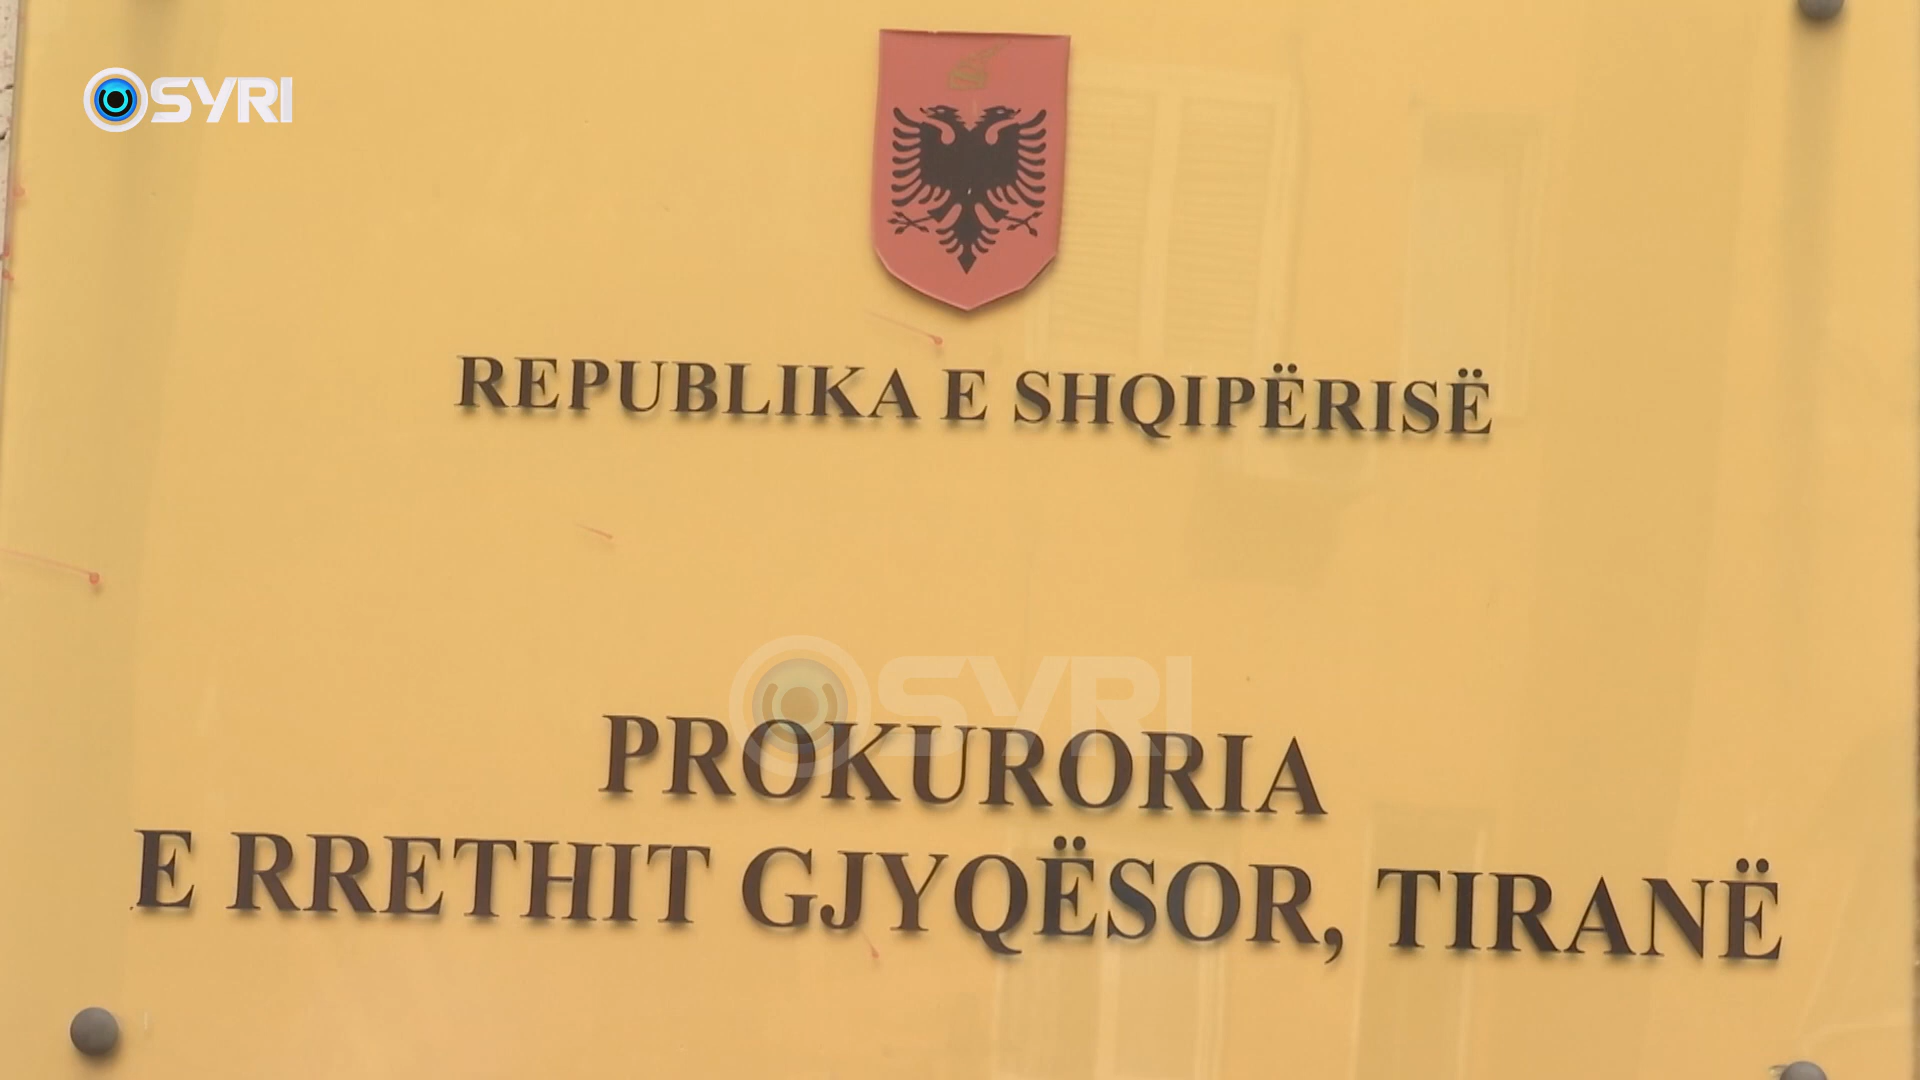 SYRI
REPUBLIKA E SHQIPËRISË
SYRI
PROKURORIA
E RRETHIT GJYQËSOR, TIRANË